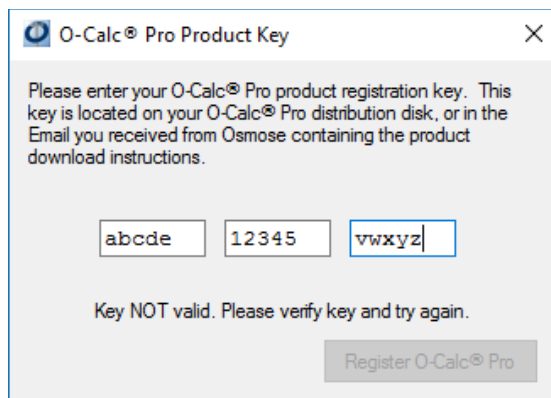 O-Calc® Pro Product Key
Please enter your O-Calc® Pro product registration key.  This
key is located on your O-Calc® Pro distribution disk, or in the
Email you received from Osmose containing the product
download instructions.
abcde 12345 vwxyz
Key NOT valid. Please verify key and try again.
Register O-Calc® Pro